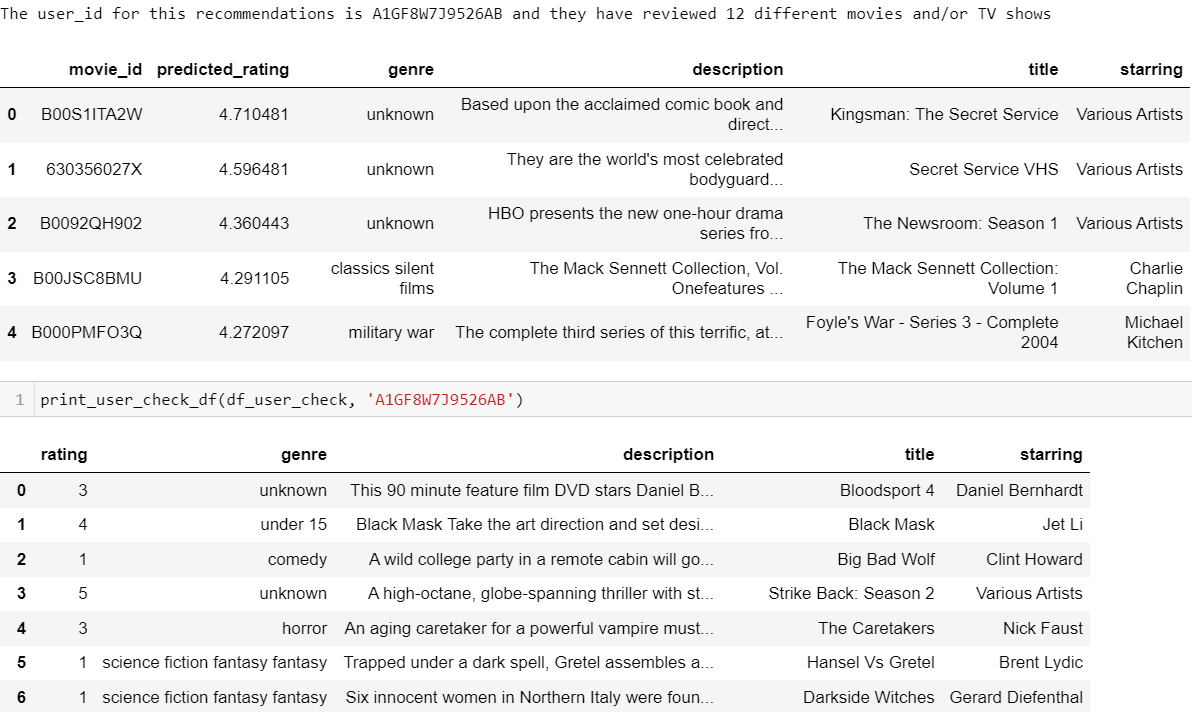 The user_id for this recommendations is A1GF8W7J9526AB and they have reviewed 12 different movies and/or TV shows
movie_id predicted_rating genre description title starring
0 B00S1ITA2W 4.710481 unknown Based upon the acclaimed comic book and direct... Kingsman: The Secret Service Various Artists
1 630356027X 4.596481 unknown They are the world's most celebrated bodyguard... Secret Service VHS Various Artists
2 B0092QH902 4.360443 unknown HBO presents the new one-hour drama series fro... The Newsroom: Season 1 Various Artists
3 B00JSC8BMU 4.291105 classics silent films The Mack Sennett Collection, Vol. Onefeatures ... The Mack Sennett Collection: Volume 1 Charlie Chaplin
4 B000PMFO3Q 4.272097 military war The complete third series of this terrific, at... Foyle's War - Series 3 - Complete 2004 Michael Kitchen
1 print_user_check_df(df_user_check, 'A1GF8W7J9526AB')
rating genre description title starring
0 3 unknown This 90 minute feature film DVD stars Daniel B... Bloodsport 4 Daniel Bernhardt
1 4 under 15 Black Mask Take the art direction and set desi... Black Mask Jet Li
2 1 comedy A wild college party in a remote cabin will go... Big Bad Wolf Clint Howard
3 5 unknown A high-octane, globe-spanning thriller with st... Strike Back: Season 2 Various Artists
4 3 horror An aging caretaker for a powerful vampire must... The Caretakers Nick Faust
5 1 science fiction fantasy fantasy Trapped under a dark spell, Gretel assembles a... Hansel Vs Gretel Brent Lydic
6 1 science fiction fantasy fantasy Six innocent women in Northern Italy were foun... Darkside Witches Gerard Diefenthal